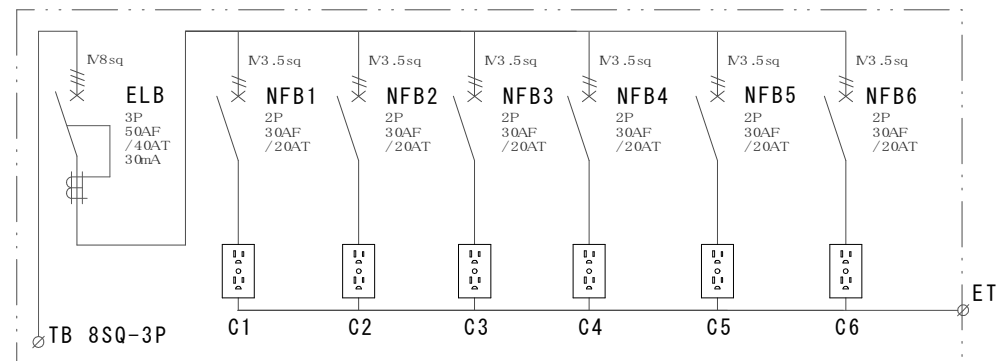 IV8sq
ELB
3P
50AF
/40AT
30mA
IV3.5sq
NFB1
2P
30AF
/20AT
IV3.5sq
NFB2
2P
30AF
/20AT
IV3.5sq
NFB3
2P
30AF
/20AT
IV3.5sq
NFB4
2P
30AF
/20AT
IV3.5sq
NFB5
2P
30AF
/20AT
IV3.5sq
NFB6
2P
30AF
/20AT
ET
TB 8SQ-3P
C1
C2
C3
C4
C5
C6